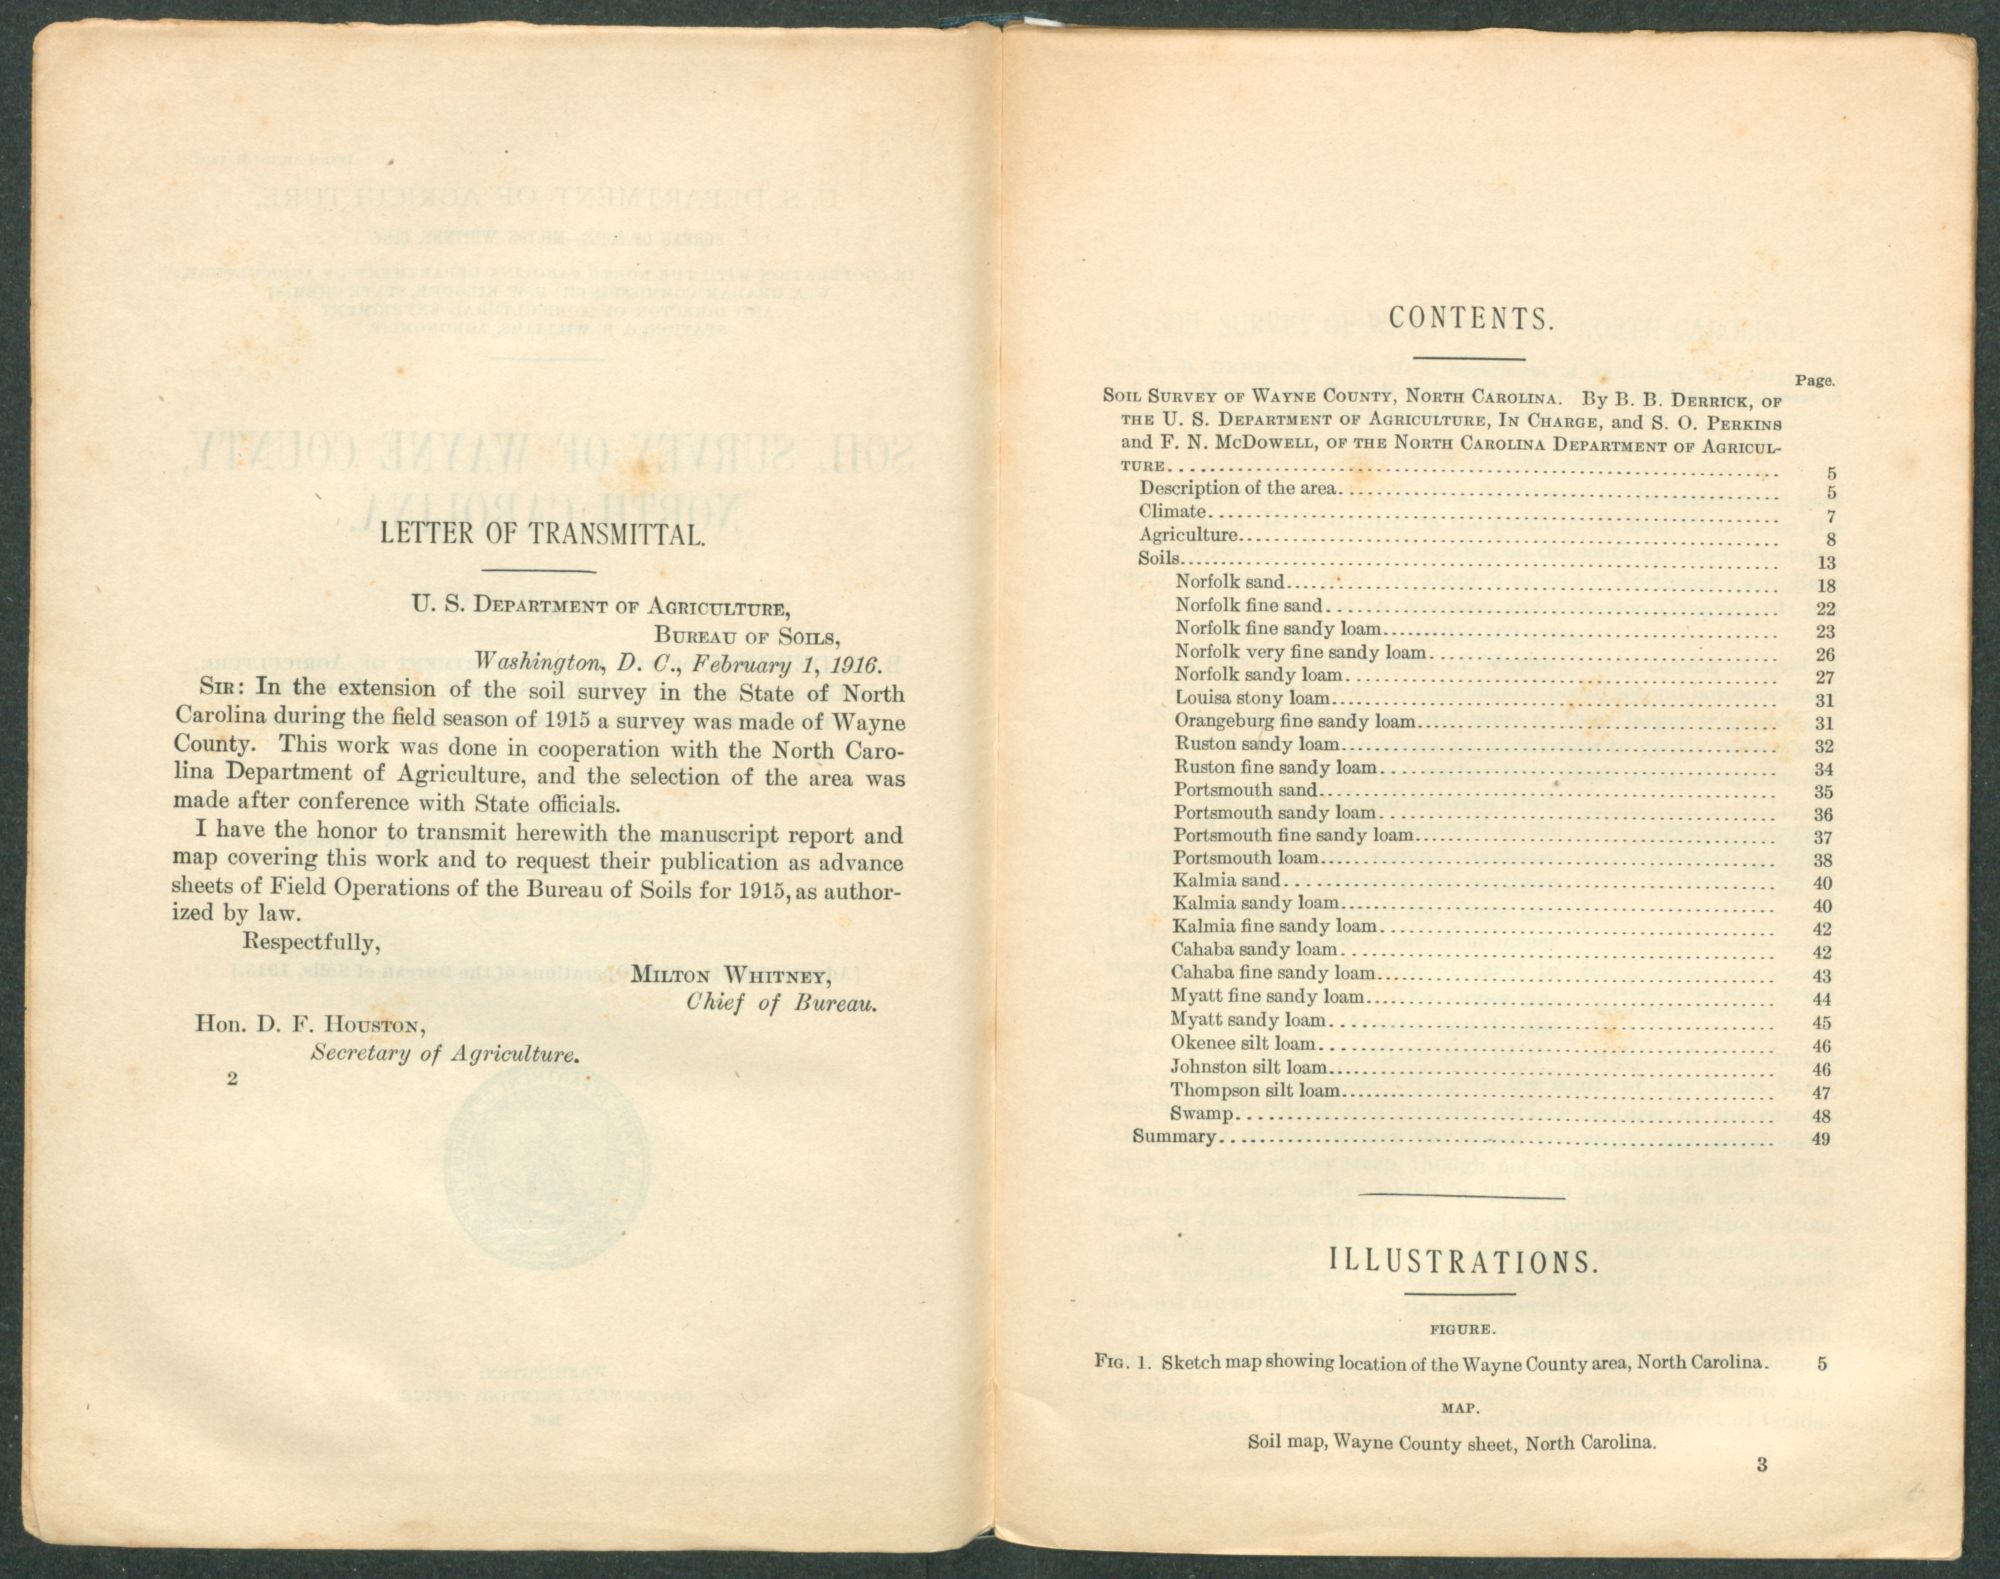 LETTER OF TRANSMITTAL.
U. S. DEPARTMENT OF AGRICULTURE,
BUREAU OF SOILS,
Washington, D. C., February 1, 1916.
SIR: In the extension of the soil survey in the State of North
Carolina during the field season of 1915 a survey was made of Wayne
County. This work was done in cooperation with the North Caro-
lina Department of Agriculture, and the selection of the area was
made after conference with State officials.
I have the honor to transmit herewith the manuscript report and
map covering this work and to request their publication as advance
sheets of Field Operations of the Bureau of Soils for 1915, as author-
ized by law.
Respectfully,
MILTON WHITNEY,
Chief of Bureau.
Hon. D. F. HOUSTON,
Secretary of Agriculture.
2
CONTENTS.
Page.
SOIL SURVEY OF WAYNE COUNTY, NORTH CAROLINA. By B. B. DERRICK, OF
THE U. S. DEPARTMENT OF AGRICULTURE, IN CHARGE, and S. O. PERKINS
and F. N. MCDOWELL, OF THE NORTH CAROLINA DEPARTMENT OF AGRICUL-
TURE 5
Description of the area 5
Climate 7
Agriculture 8
Soils 13
Norfolk sand 18
Norfolk fine sand 22
Norfolk fine sandy loam 23
Norfolk very fine sandy loam 26
Norfolk sandy loam 27
Louisa stony loam 31
Orangeburg fine sandy loam 31
Ruston sandy loam 32
Ruston fine sandy loam 34
Portsmouth sand 35
Portsmouth sandy loam 36
Portsmouth fine sandy loam 37
Portsmouth loam 38
Kalmia sand 40
Kalmia sandy loam 40
Kalmia fine sandy loam 42
Cahaba sandy loam 42
Cahaba fine sandy loam 43
Myatt fine sandy loam 44
Myatt sandy loam 45
Okenee silt loam 46
Johnston silt loam 46
Thompson silt loam 47
Swamp 48
Summary 49
ILLUSTRATIONS.
FIGURE.
FIG. 1. Sketch map showing location of the Wayne County area, North Carolina. 5
MAP.
Soil map, Wayne County sheet, North Carolina.
3